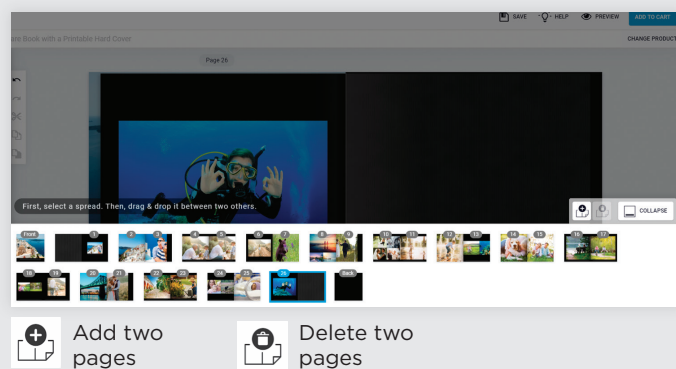 SAVE HELP PREVIEW ADD TO CART
are Book with a Printable Hard Cover CHANGE PRODUCT
Page 26
First, select a spread. Then, drag & drop it between two others.
COLLAPSE
Front 1 2 3 4 5 6 7 8 9 10 11 12 13 14 15 16 17
18 19 20 21 22 23 24 25 26 Back
Add two
pages
Delete two
pages